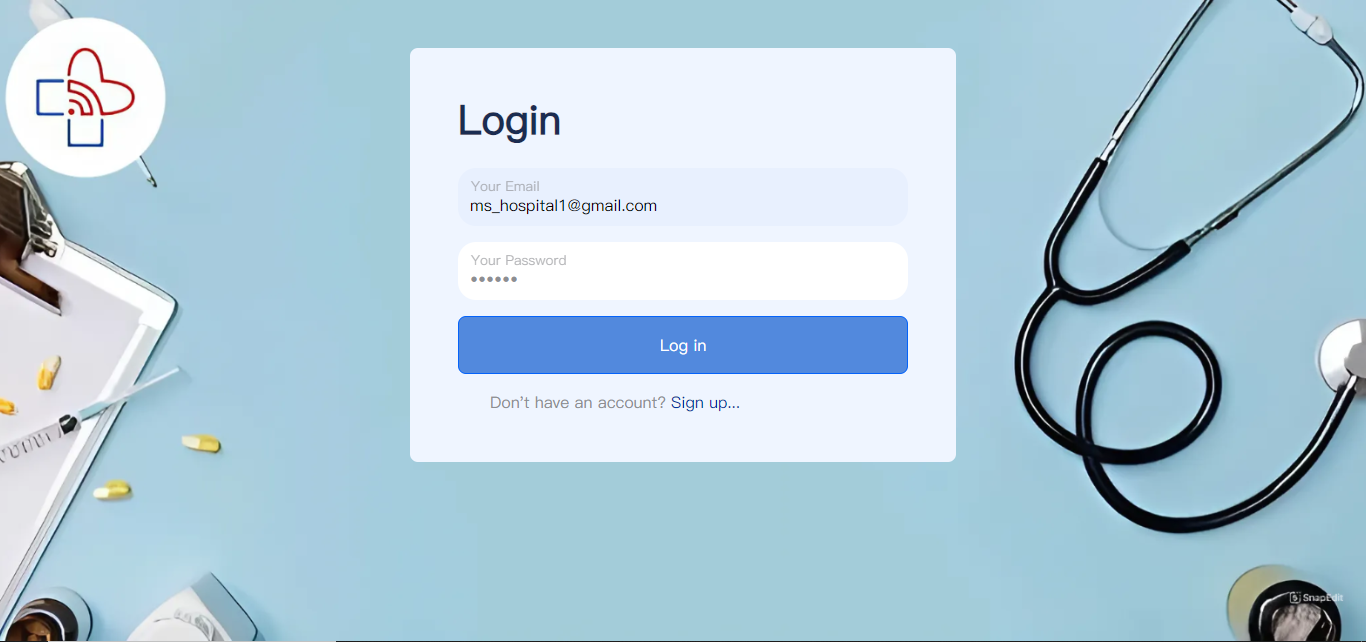 Login
Your Email
ms_hospital1@gmail.com
Your Password
••••••
Log in
Don't have an account? Sign up...
SnapEdit